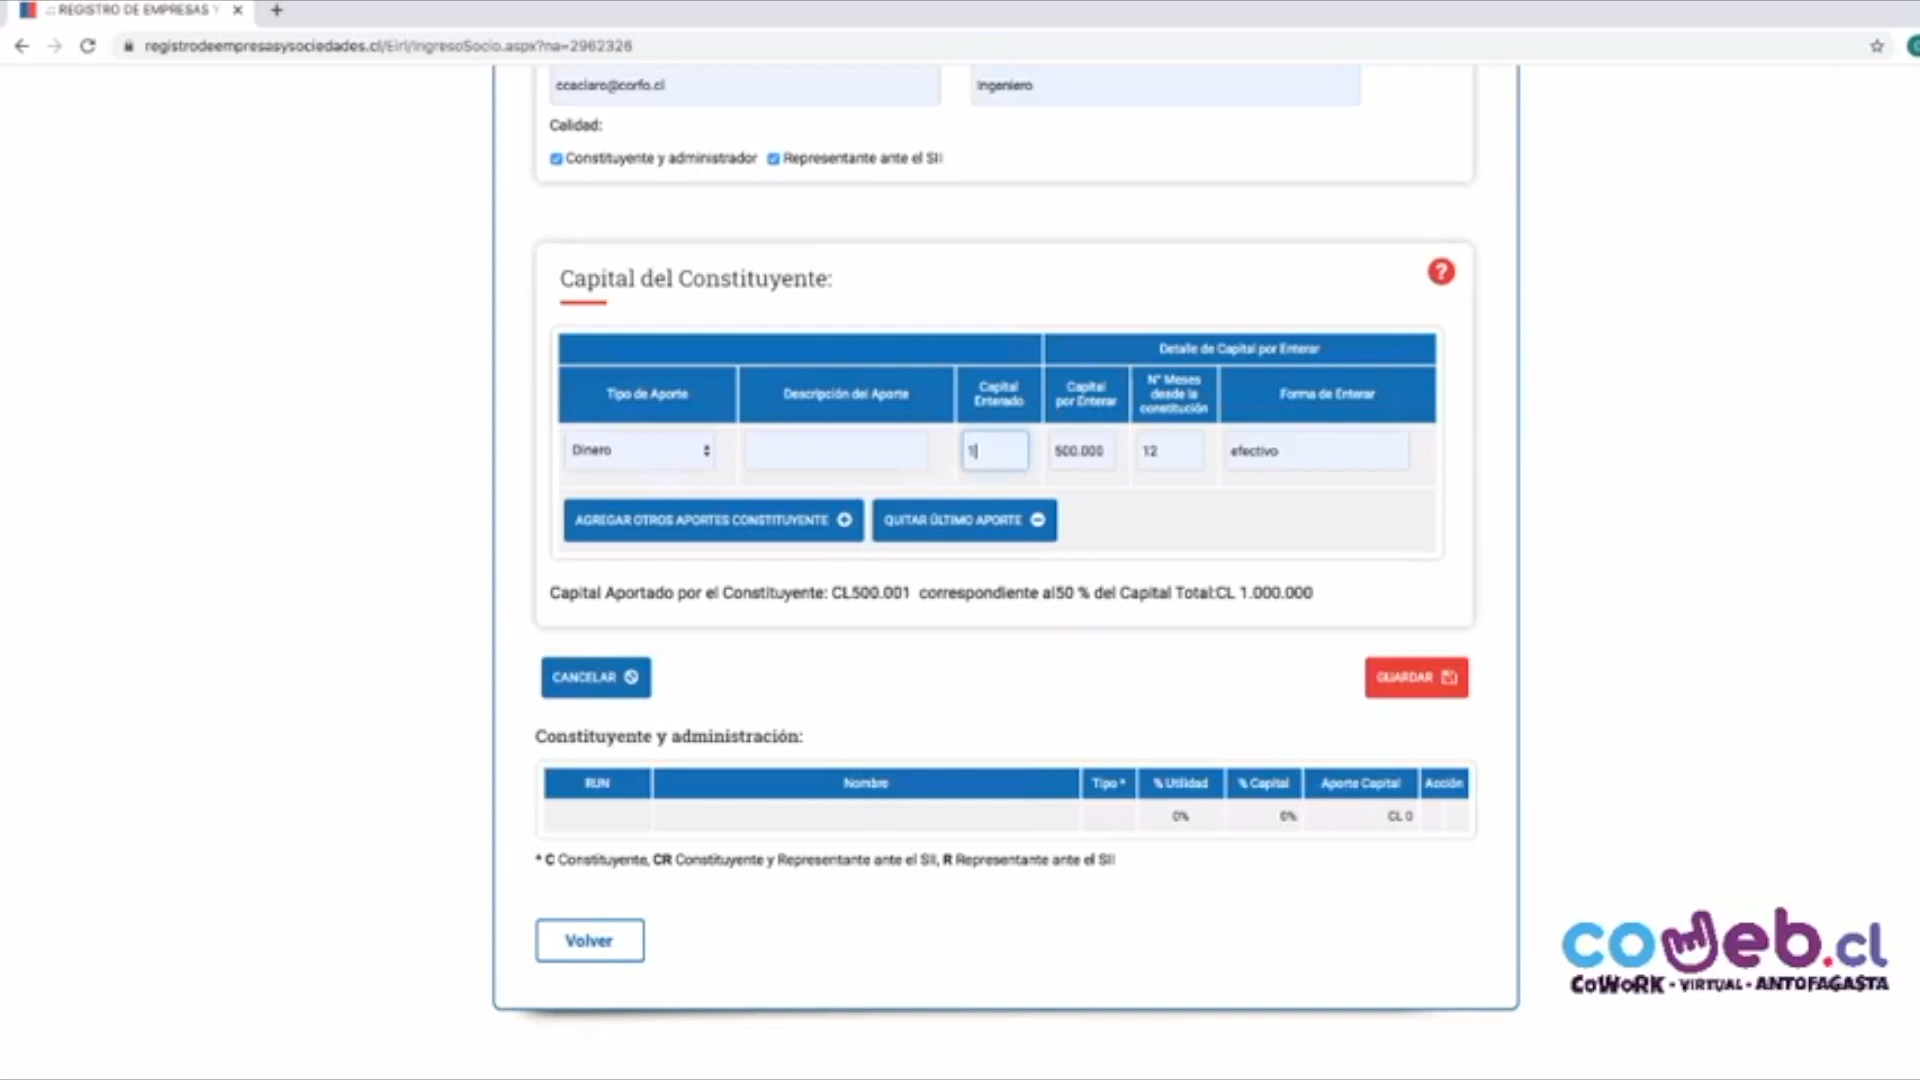 .:: REGISTRO DE EMPRESAS Y
registrodeempresasysociedades.cl/Eirl/IngresoSocio.aspx?na=2962326
ccaclaro@corfo.cl
Ingeniero
Calidad:
Constituyente y administrador Representante ante el SII
Capital del Constituyente:
?
Detalle de Capital por Enterar
Tipo de Aporte
Descripción del Aporte
Capital Enterado
Capital por Enterar
N° Meses desde la constitución
Forma de Enterar
Dinero
1
500.000
12
efectivo
AGREGAR OTROS APORTES CONSTITUYENTE
QUITAR ÚLTIMO APORTE
Capital Aportado por el Constituyente: CL500.001 correspondiente al50 % del Capital Total:CL 1.000.000
CANCELAR
GUARDAR
Constituyente y administración:
RUN Nombre Tipo * % Utilidad % Capital Aporte Capital Acción
0% 0% CL 0
* C Constituyente, CR Constituyente y Representante ante el SII, R Representante ante el SII
Volver
coweb.cl
CoWoRK - VIRTUAL - ANTOFAGASTA